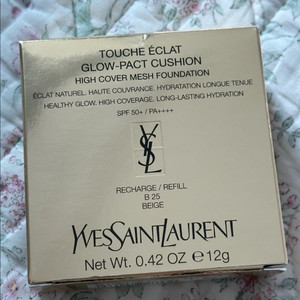 TOUCHE ÉCLAT
GLOW-PACT CUSHION
HIGH COVER MESH FOUNDATION
ÉCLAT NATUREL. HAUTE COUVRANCE. HYDRATATION LONGUE TENUE
HEALTHY GLOW. HIGH COVERAGE. LONG-LASTING HYDRATION
SPF 50+ / PA++++
YSL
RECHARGE / REFILL
B 25
BEIGE
YVESSAINTLAURENT
Net Wt. 0.42 OZ ℮ 12g